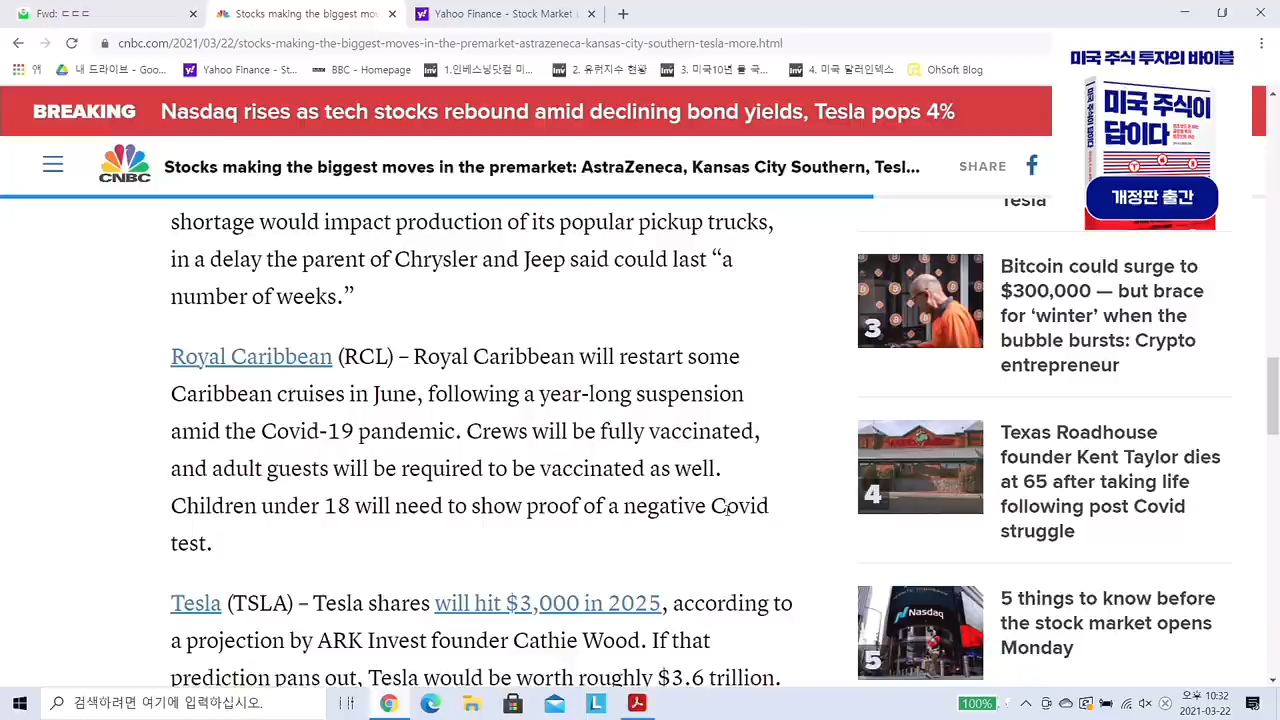 Fwd: ㄷㄷㄷㄷ
Stocks making the biggest mov
Yahoo Finance - Stock Market L
cnbc.com/2021/03/22/stocks-making-the-biggest-moves-in-the-premarket-astrazeneca-kansas-city-southern-tesla-more.html
앱
내 드라이브 - Goo...
Yahoo Finance - St...
BBC - Homepage
1.인베스팅닷컴 미...
2. 유뤼지수 현황
3. 미국10년 물 국...
4. 미국 달러인덱스
OhSoft Blog
미국 주식 투자의 바이블
미국 주식이
답이다
개정판 출간
BREAKING
Nasdaq rises as tech stocks rebound amid declining bond yields, Tesla pops 4%
CNBC
Stocks making the biggest moves in the premarket: AstraZeneca, Kansas City Southern, Tesl...
SHARE
shortage would impact production of its popular pickup trucks,
in a delay the parent of Chrysler and Jeep said could last “a
number of weeks.”
Royal Caribbean (RCL) – Royal Caribbean will restart some
Caribbean cruises in June, following a year-long suspension
amid the Covid-19 pandemic. Crews will be fully vaccinated,
and adult guests will be required to be vaccinated as well.
Children under 18 will need to show proof of a negative Covid
test.
Tesla (TSLA) – Tesla shares will hit $3,000 in 2025, according to
a projection by ARK Invest founder Cathie Wood. If that
prediction pans out, Tesla would be worth roughly $3.6 trillion.
Tesla
3
Bitcoin could surge to
$300,000 — but brace
for ‘winter’ when the
bubble bursts: Crypto
entrepreneur
4
Texas Roadhouse
founder Kent Taylor dies
at 65 after taking life
following post Covid
struggle
Nasdaq
5
5 things to know before
the stock market opens
Monday
검색하려면 여기에 입력하십시오.
100%
오후 10:32
2021-03-22